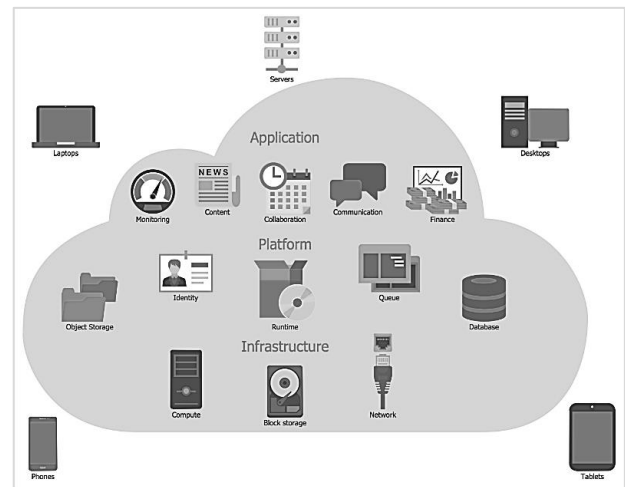 Servers
Laptops
Desktops
Application
NEWS
Monitoring
Content
Collaboration
Communication
Finance
Platform
Identity
Queue
Object Storage
Runtime
Database
Infrastructure
Compute
Block storage
Network
Phones
Tablets